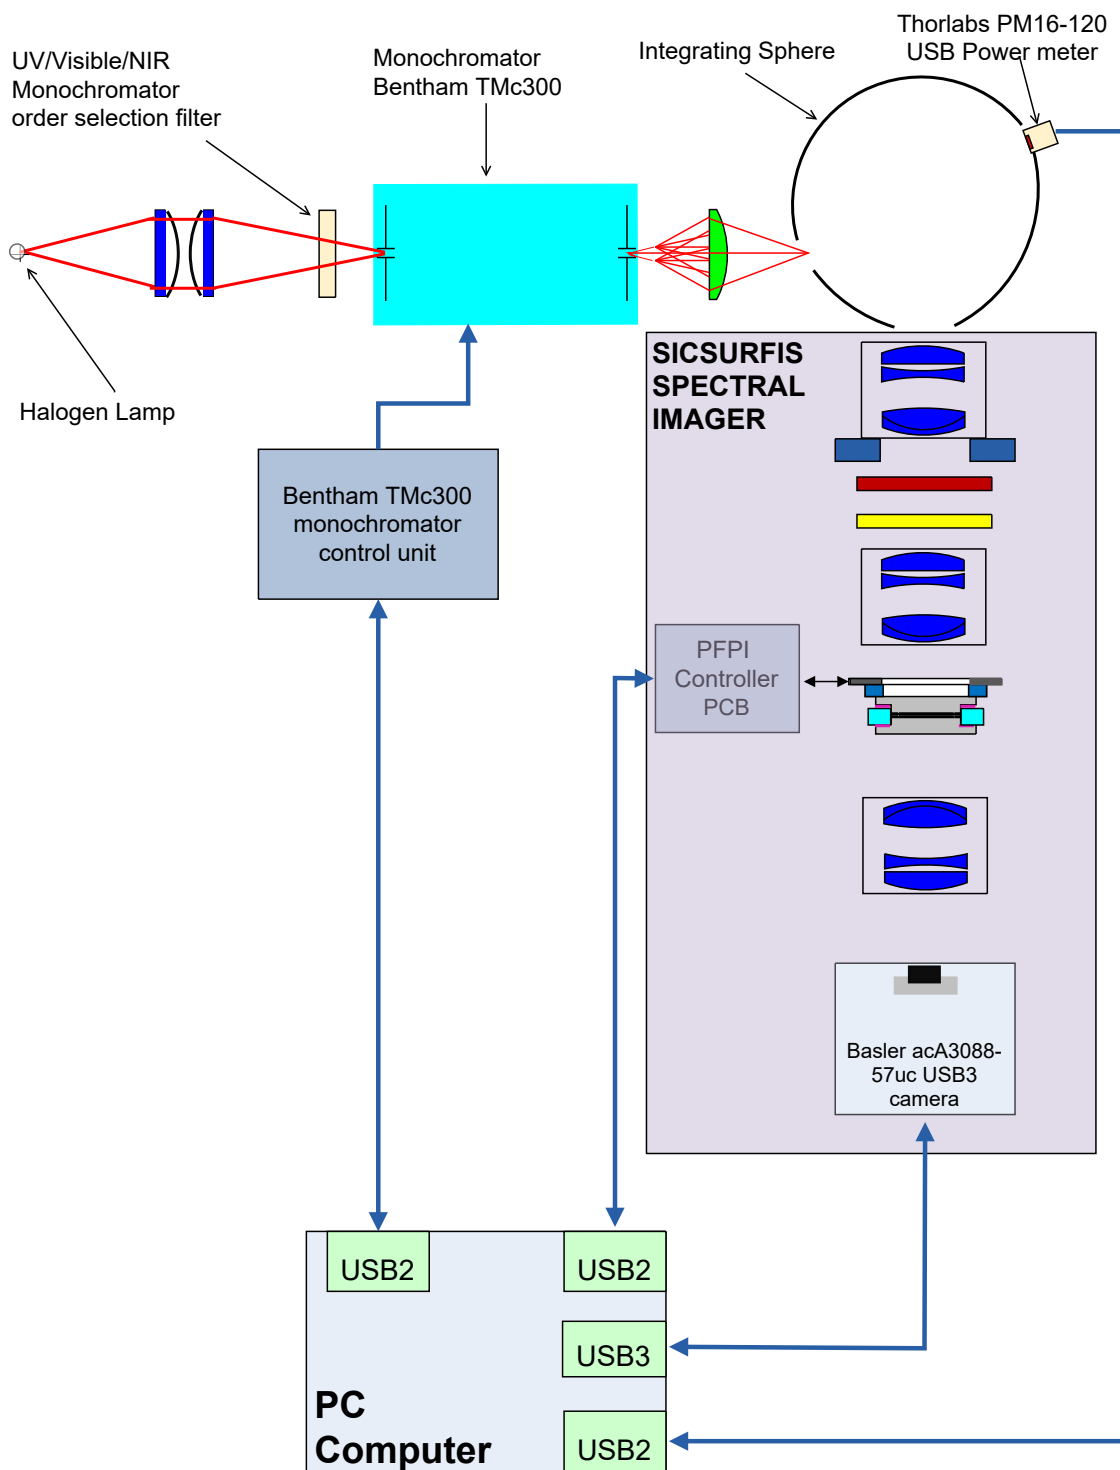 UV/Visible/NIR
Monochromator
order selection filter
Monochromator
Bentham TMc300
Integrating Sphere
Thorlabs PM16-120
USB Power meter
Halogen Lamp
SICSURFIS
SPECTRAL
IMAGER
Bentham TMc300
monochromator
control unit
PFPI
Controller
PCB
Basler acA3088-
57uc USB3
camera
USB2
USB2
USB3
USB2
PC
Computer